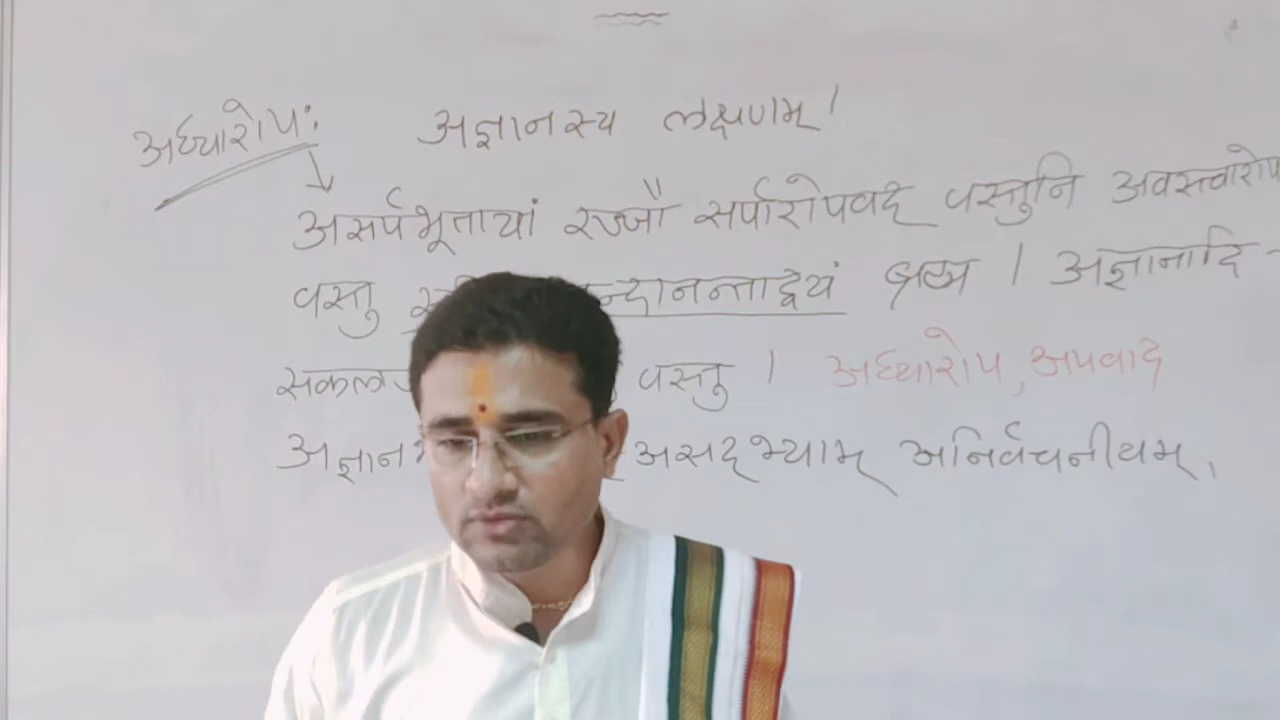 अध्यारोपः अज्ञानस्य लक्षणम् ।
असर्पभूतायां रज्जौ सर्पारोपवद् वस्तुनि अवस्त्वारोप
वस्तु न्दानन्ताद्वयं ब्रह्म । अज्ञानादि -
सकल वस्तु । अध्यारोप, अपवाद
अज्ञान असद्भ्याम् अनिर्वचनीयम्,